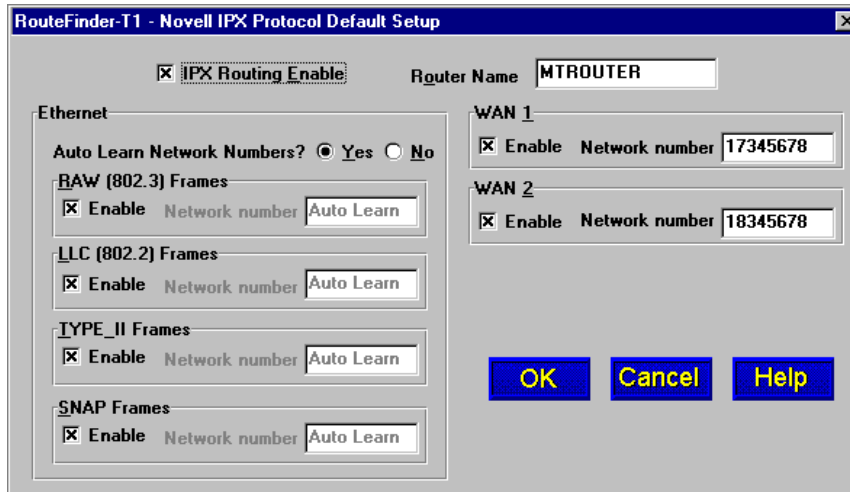 RouteFinder-T1 - Novell IPX Protocol Default Setup
IPX Routing Enable
Router Name MTROUTER
Ethernet
Auto Learn Network Numbers? Yes No
RAW (802.3) Frames
Enable Network number Auto Learn
LLC (802.2) Frames
Enable Network number Auto Learn
TYPE_II Frames
Enable Network number Auto Learn
SNAP Frames
Enable Network number Auto Learn
WAN 1
Enable Network number 17345678
WAN 2
Enable Network number 18345678
OK Cancel Help